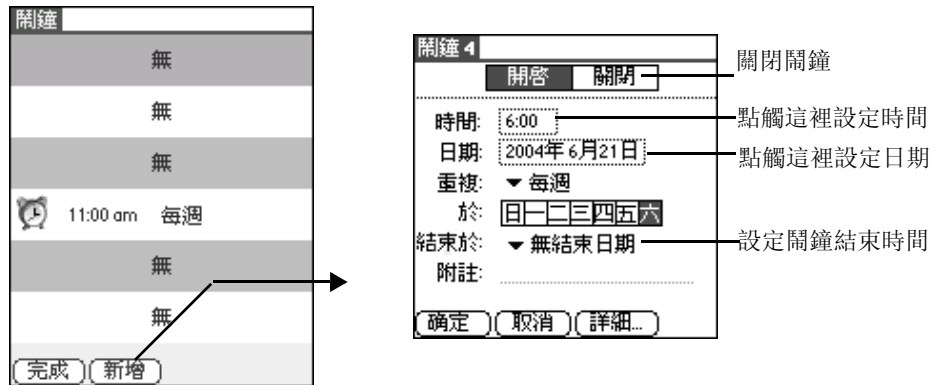 鬧鐘
無
無
無
11:00 am 每週
無
無
完成 新增
鬧鐘 4
開啓 關閉
時間: 6:00
日期: 2004年 6月21日
重複: 每週
於: 日一二三四五六
結束於: 無結束日期
附註:
确定 取消 詳細...
關閉鬧鐘
點觸這裡設定時間
點觸這裡設定日期
設定鬧鐘結束時間